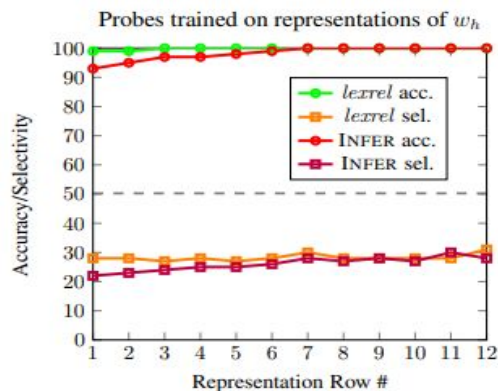 Probes trained on representations of w_h
100
90
80
70
60
50
40
30
20
10
0
Accuracy/Selectivity
lexrel acc.
lexrel sel.
INFER acc.
INFER sel.
1 2 3 4 5 6 7 8 9 10 11 12
Representation Row #